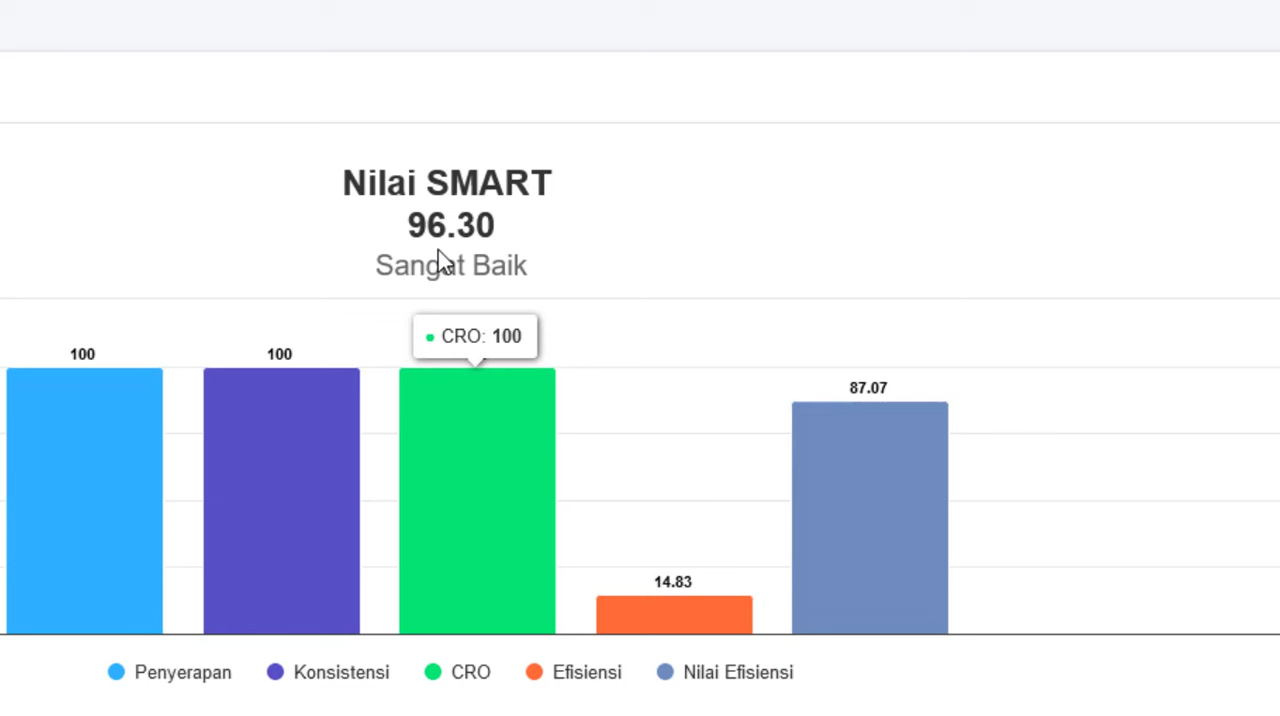 Nilai SMART
96.30
Sangat Baik
CRO: 100
100
100
14.83
87.07
Penyerapan
Konsistensi
CRO
Efisiensi
Nilai Efisiensi